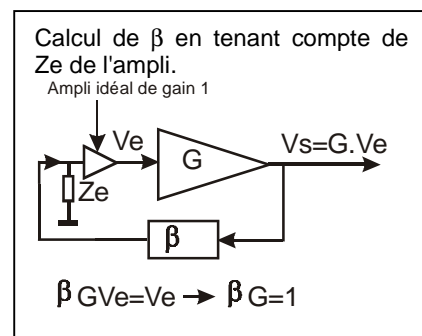 Calcul de β en tenant compte de
Ze de l'ampli.
Ampli idéal de gain 1
Ve
G
Vs=G.Ve
Ze
β
β GVe=Ve → β G=1